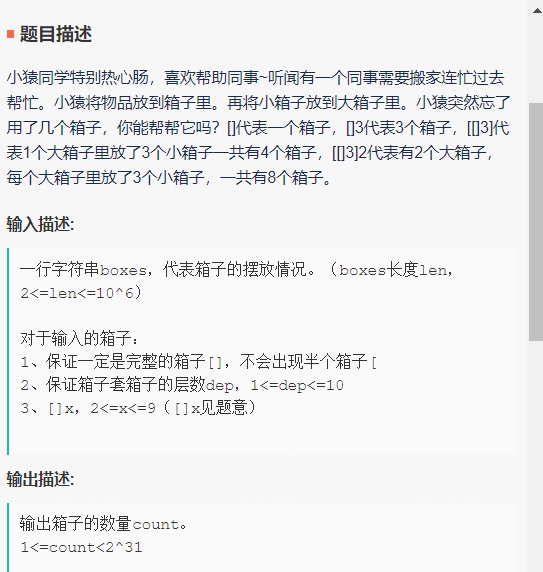 题目描述
小猿同学特别热心肠，喜欢帮助同事~听闻有一个同事需要搬家连忙过去
帮忙。小猿将物品放到箱子里。再将小箱子放到大箱子里。小猿突然忘了
用了几个箱子，你能帮帮它吗？[]代表一个箱子，[]3代表3个箱子，[[]3]代
表1个大箱子里放了3个小箱子一共有4个箱子，[[]3]2代表有2个大箱子，
每个大箱子里放了3个小箱子，一共有8个箱子。
输入描述:
一行字符串boxes，代表箱子的摆放情况。（boxes长度len，
2<=len<=10^6）
对于输入的箱子：
1、保证一定是完整的箱子[]，不会出现半个箱子[
2、保证箱子套箱子的层数dep，1<=dep<=10
3、[]x，2<=x<=9（[]x见题意）
输出描述:
输出箱子的数量count。
1<=count<2^31